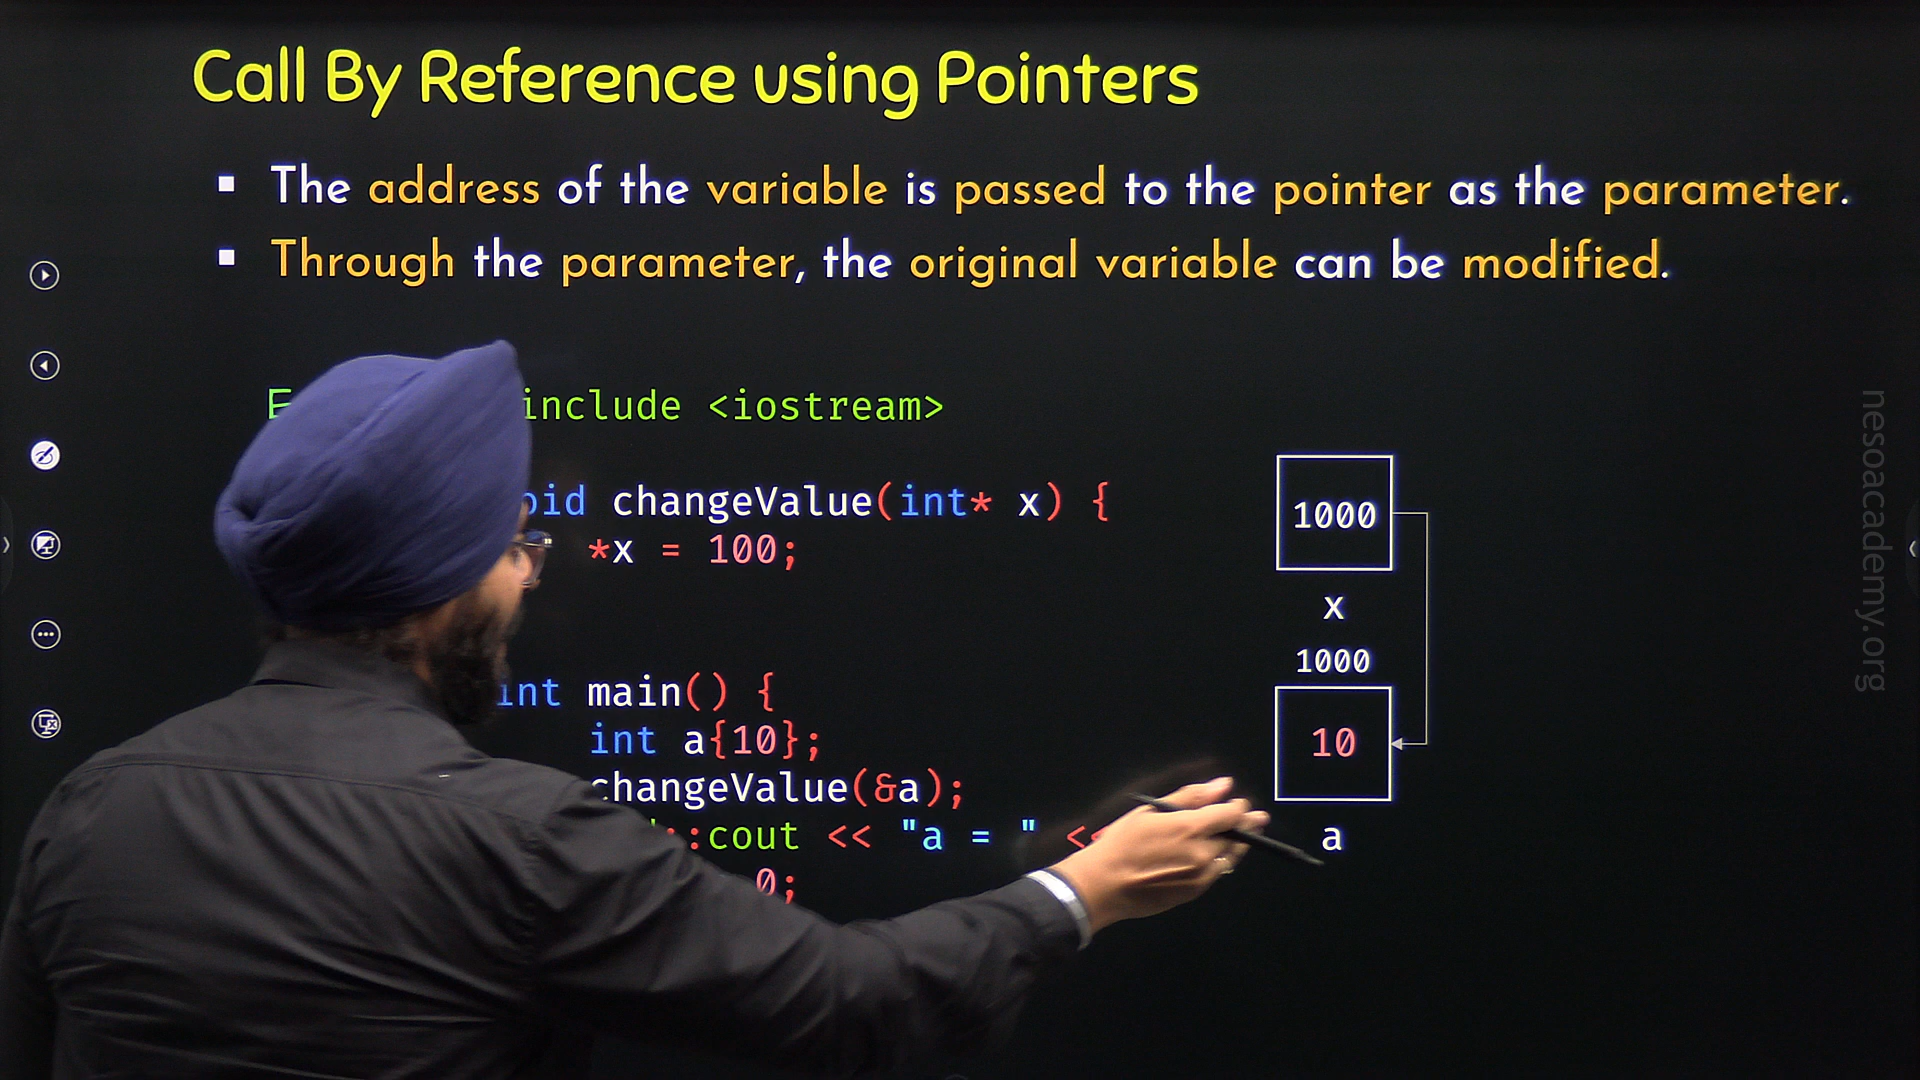 Call By Reference using Pointers
▪ The address of the variable is passed to the pointer as the parameter.
▪ Through the parameter, the original variable can be modified.
include <iostream>
changeValue(int* x) {
*x = 100;
int main() {
int a{10};
changeValue(&a);
::cout << "a = " <<
0;
1000
x
1000
10
a
nesoacademy.org